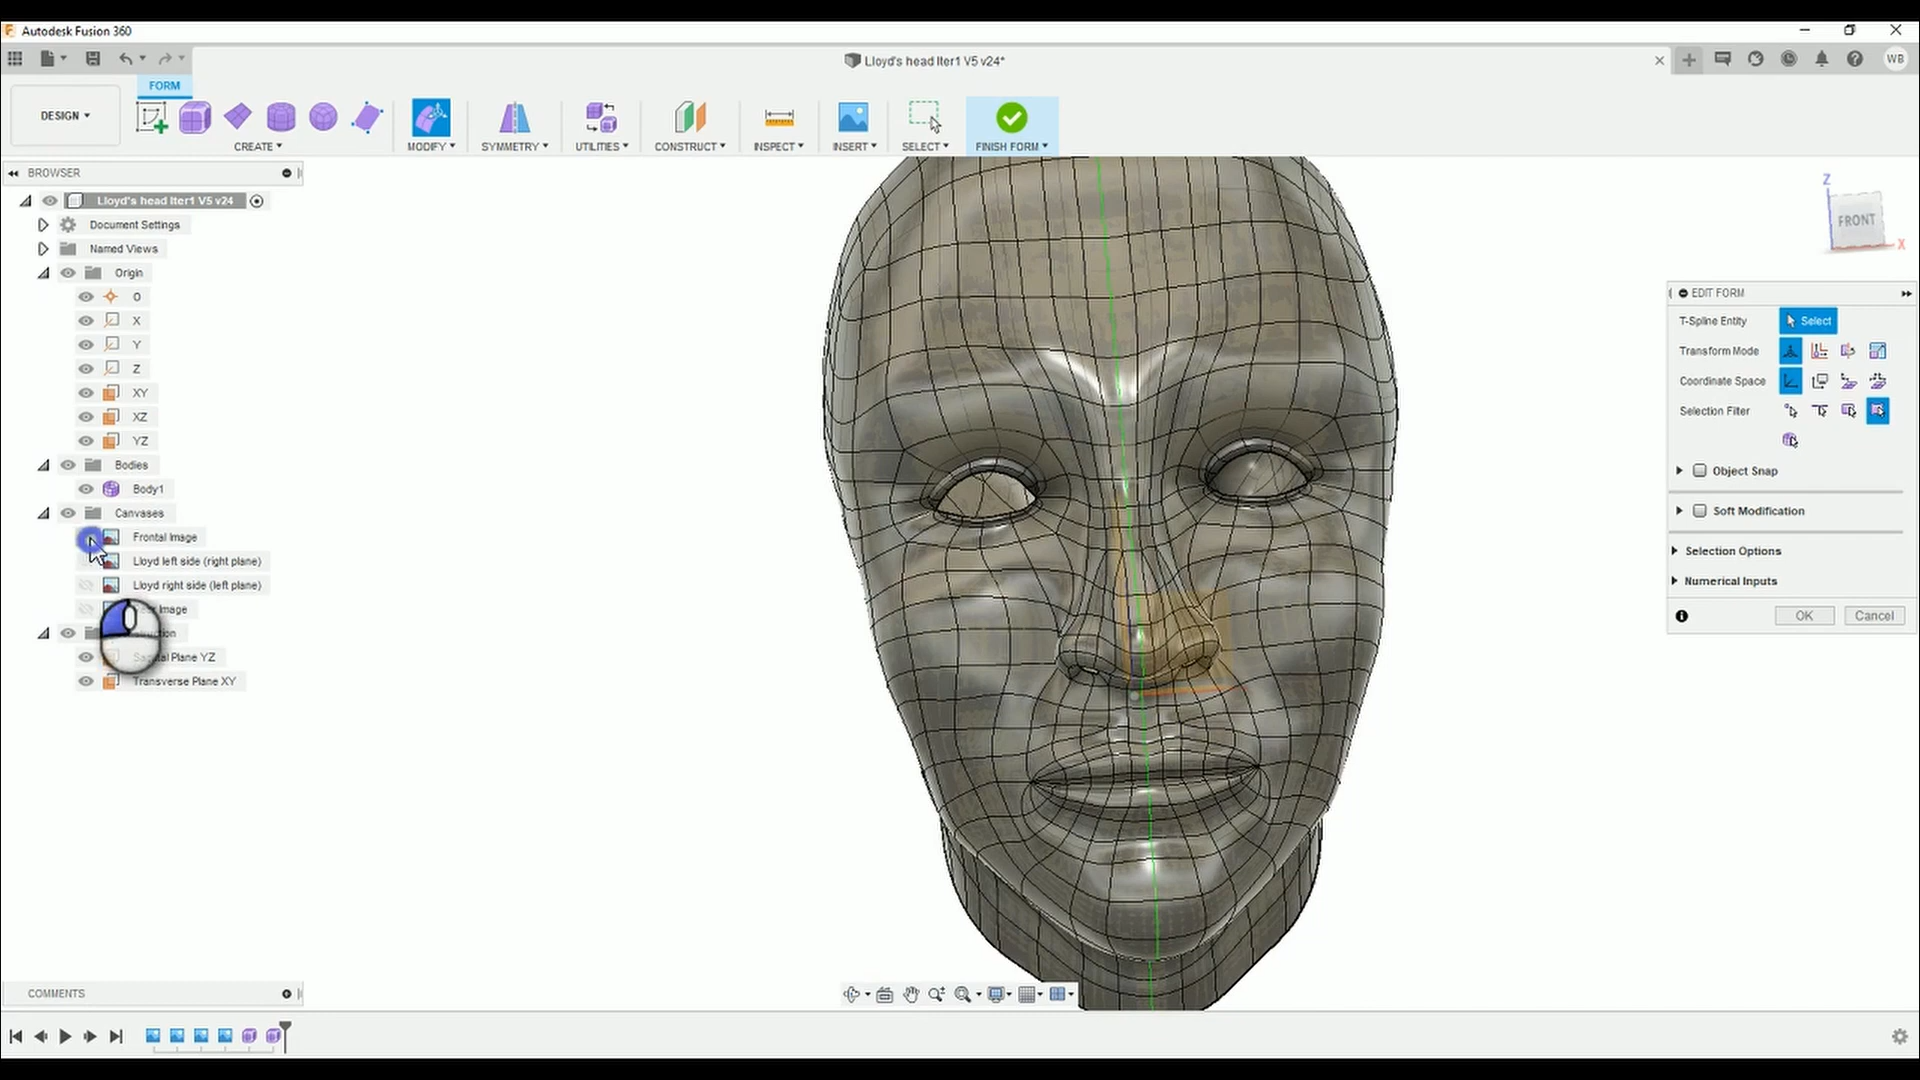 Autodesk Fusion 360
Lloyd's head Iter1 V5 v24*
WB
FORM
DESIGN
CREATE
MODIFY
SYMMETRY
UTILITIES
CONSTRUCT
INSPECT
INSERT
SELECT
FINISH FORM
BROWSER
Lloyd's head Iter1 V5 v24
Document Settings
Named Views
Origin
O
X
Y
Z
XY
XZ
YZ
Bodies
Body1
Canvases
Frontal Image
Lloyd left side (right plane)
Lloyd right side (left plane)
Image
Plane YZ
Transverse Plane XY
Z
FRONT
X
EDIT FORM
T-Spline Entity
Select
Transform Mode
Coordinate Space
Selection Filter
Object Snap
Soft Modification
Selection Options
Numerical Inputs
OK
Cancel
COMMENTS